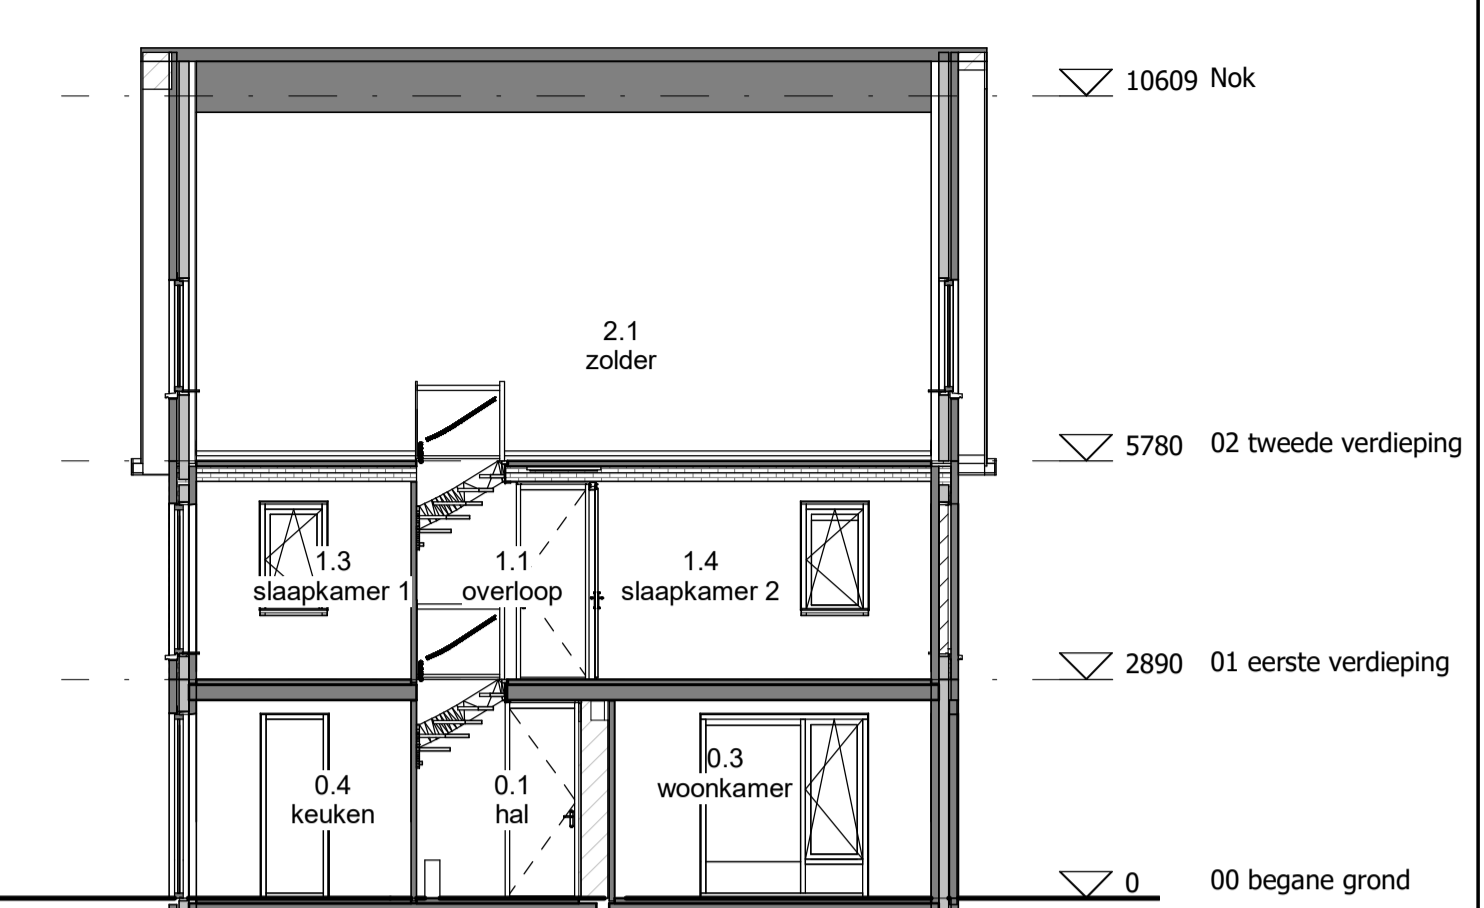 10609 Nok
2.1
zolder
5780 02 tweede verdieping
1.3
slaapkamer 1
1.1
overloop
1.4
slaapkamer 2
2890 01 eerste verdieping
0.4
keuken
0.1
hal
0.3
woonkamer
0 00 begane grond